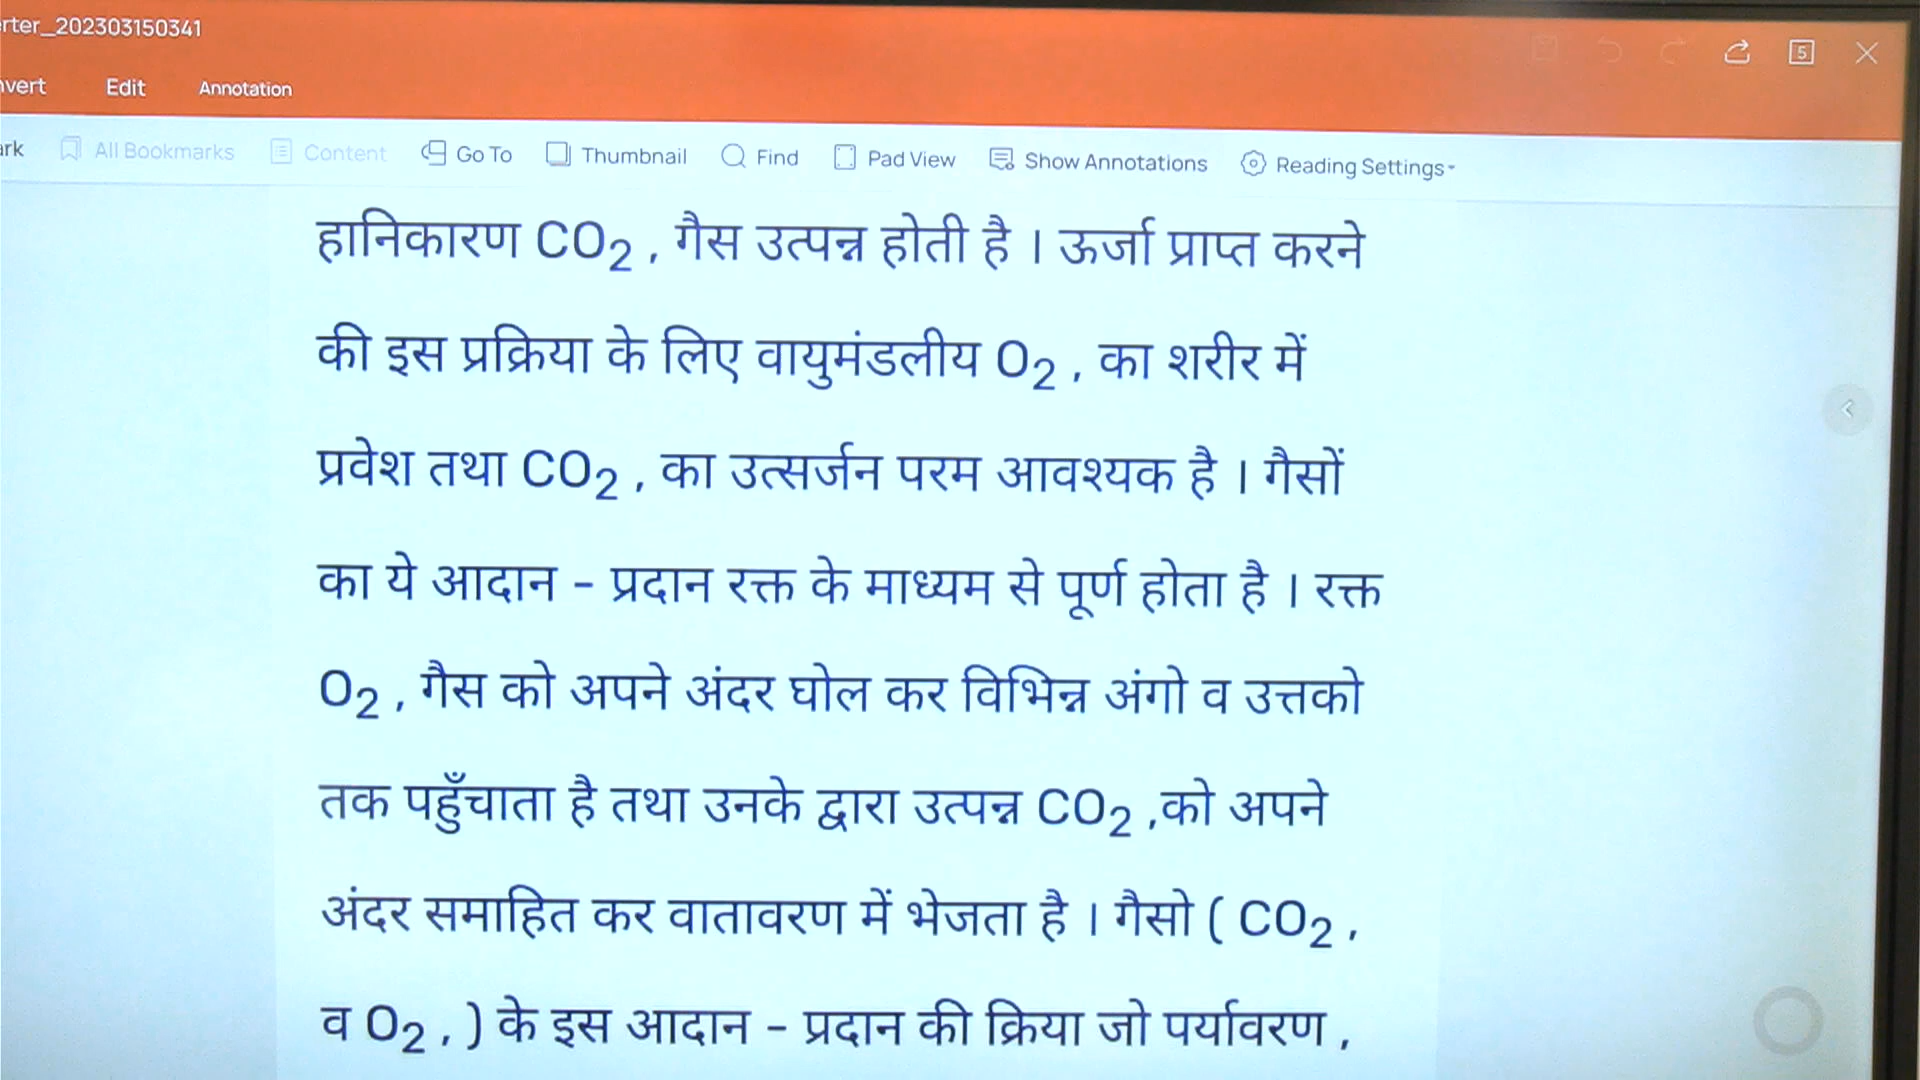 rter_202303150341
nvert Edit Annotation
ark All Bookmarks Content Go To Thumbnail Find Pad View Show Annotations Reading Settings
5
हानिकारण CO₂ , गैस उत्पन्न होती है । ऊर्जा प्राप्त करने
की इस प्रक्रिया के लिए वायुमंडलीय O₂ , का शरीर में
प्रवेश तथा CO₂ , का उत्सर्जन परम आवश्यक है । गैसों
का ये आदान – प्रदान रक्त के माध्यम से पूर्ण होता है । रक्त
O₂ , गैस को अपने अंदर घोल कर विभिन्न अंगो व उत्तको
तक पहुँचाता है तथा उनके द्वारा उत्पन्न CO₂ ,को अपने
अंदर समाहित कर वातावरण में भेजता है । गैसो ( CO₂ ,
व O₂ , ) के इस आदान – प्रदान की क्रिया जो पर्यावरण ,